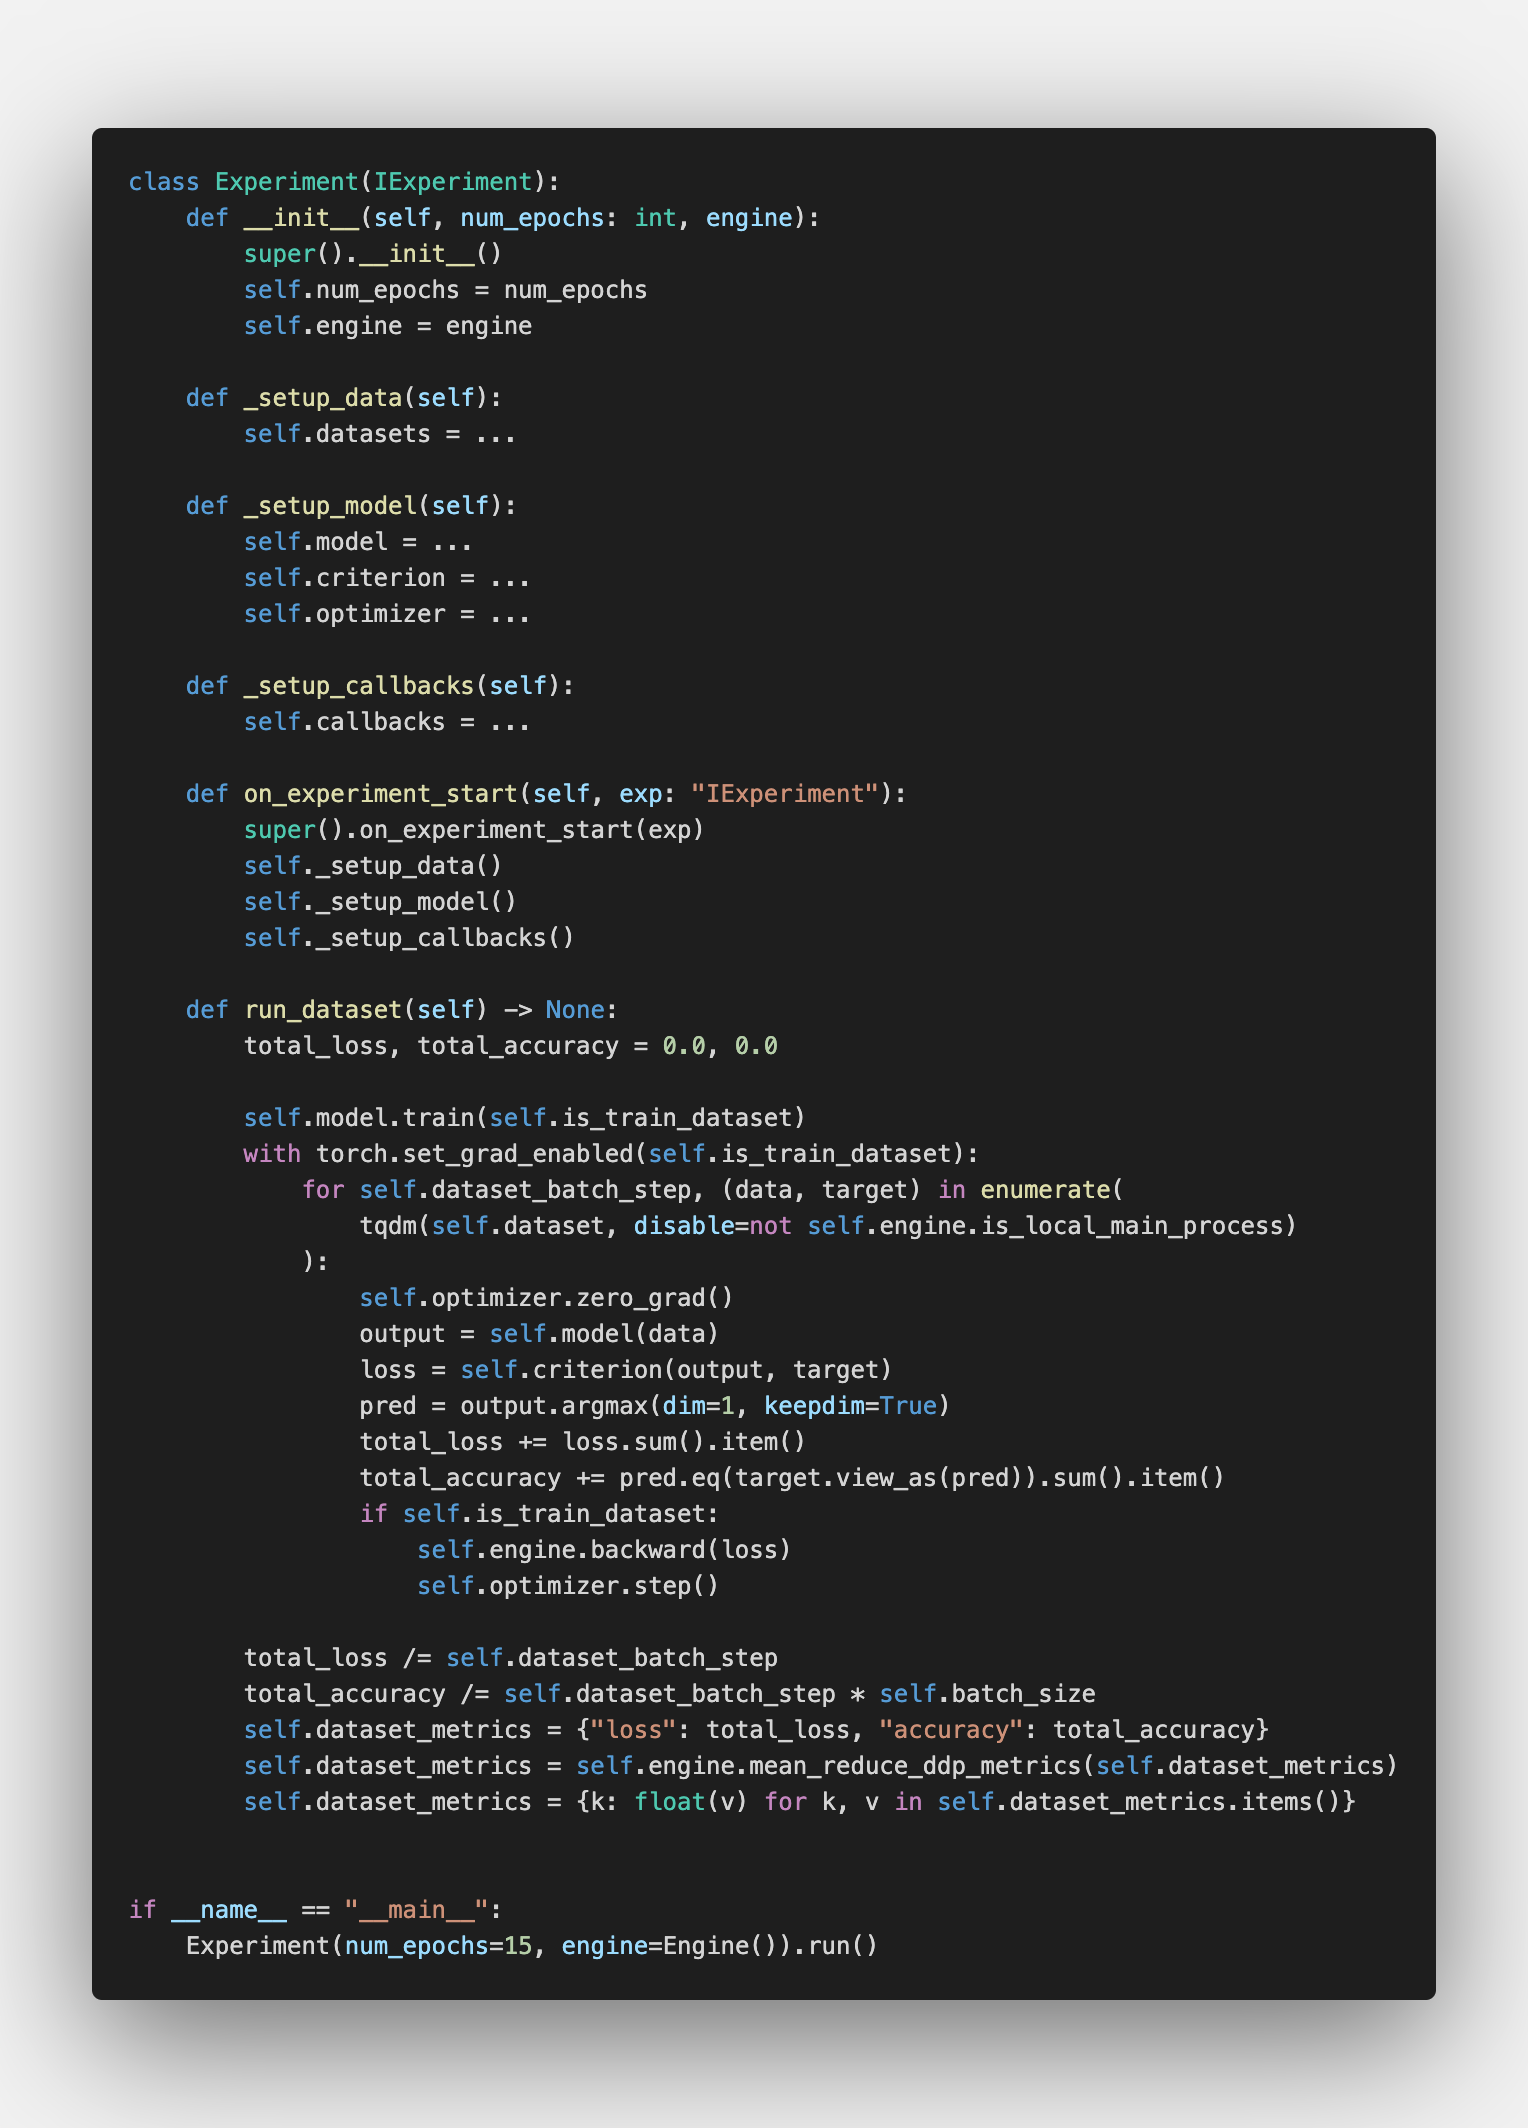 class Experiment(IExperiment):
    def __init__(self, num_epochs: int, engine):
        super().__init__()
        self.num_epochs = num_epochs
        self.engine = engine

    def _setup_data(self):
        self.datasets = ...

    def _setup_model(self):
        self.model = ...
        self.criterion = ...
        self.optimizer = ...

    def _setup_callbacks(self):
        self.callbacks = ...

    def on_experiment_start(self, exp: "IExperiment"):
        super().on_experiment_start(exp)
        self._setup_data()
        self._setup_model()
        self._setup_callbacks()

    def run_dataset(self) -> None:
        total_loss, total_accuracy = 0.0, 0.0

        self.model.train(self.is_train_dataset)
        with torch.set_grad_enabled(self.is_train_dataset):
            for self.dataset_batch_step, (data, target) in enumerate(
                tqdm(self.dataset, disable=not self.engine.is_local_main_process)
            ):
                self.optimizer.zero_grad()
                output = self.model(data)
                loss = self.criterion(output, target)
                pred = output.argmax(dim=1, keepdim=True)
                total_loss += loss.sum().item()
                total_accuracy += pred.eq(target.view_as(pred)).sum().item()
                if self.is_train_dataset:
                    self.engine.backward(loss)
                    self.optimizer.step()

        total_loss /= self.dataset_batch_step
        total_accuracy /= self.dataset_batch_step * self.batch_size
        self.dataset_metrics = {"loss": total_loss, "accuracy": total_accuracy}
        self.dataset_metrics = self.engine.mean_reduce_ddp_metrics(self.dataset_metrics)
        self.dataset_metrics = {k: float(v) for k, v in self.dataset_metrics.items()}


if __name__ == "__main__":
    Experiment(num_epochs=15, engine=Engine()).run()